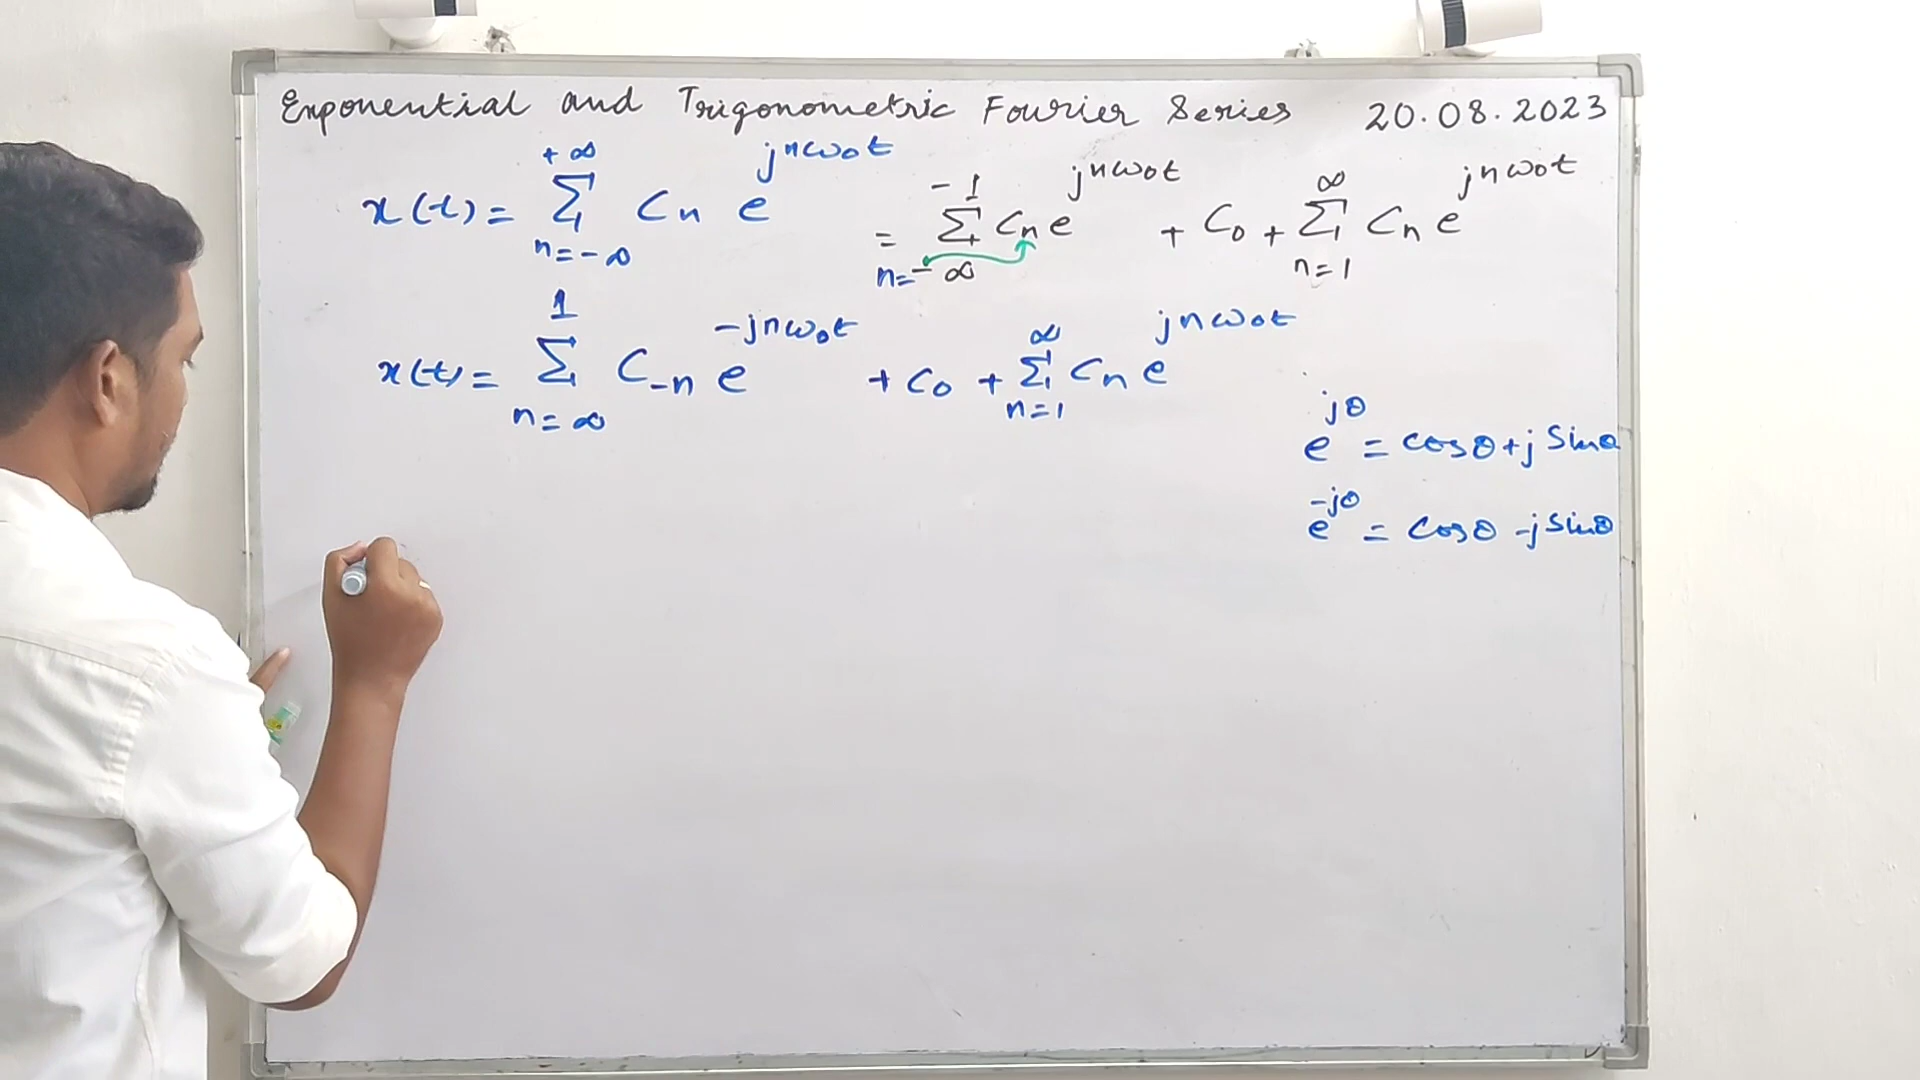 Exponential and Trigonometric Fourier Series 20.08.2023
x(t) = ∑_{n=-∞}^{+∞} Cn e^{jnω₀t} = ∑_{n=-∞}^{-1} Cn e^{jnω₀t} + C₀ + ∑_{n=1}^{∞} Cn e^{jnω₀t}
x(t) = ∑_{n=∞}^{1} C_{-n} e^{-jnω₀t} + C₀ + ∑_{n=1}^{∞} Cn e^{jnω₀t}
e^{jθ} = cosθ + j Sinθ
e^{-jθ} = Cosθ - j Sinθ